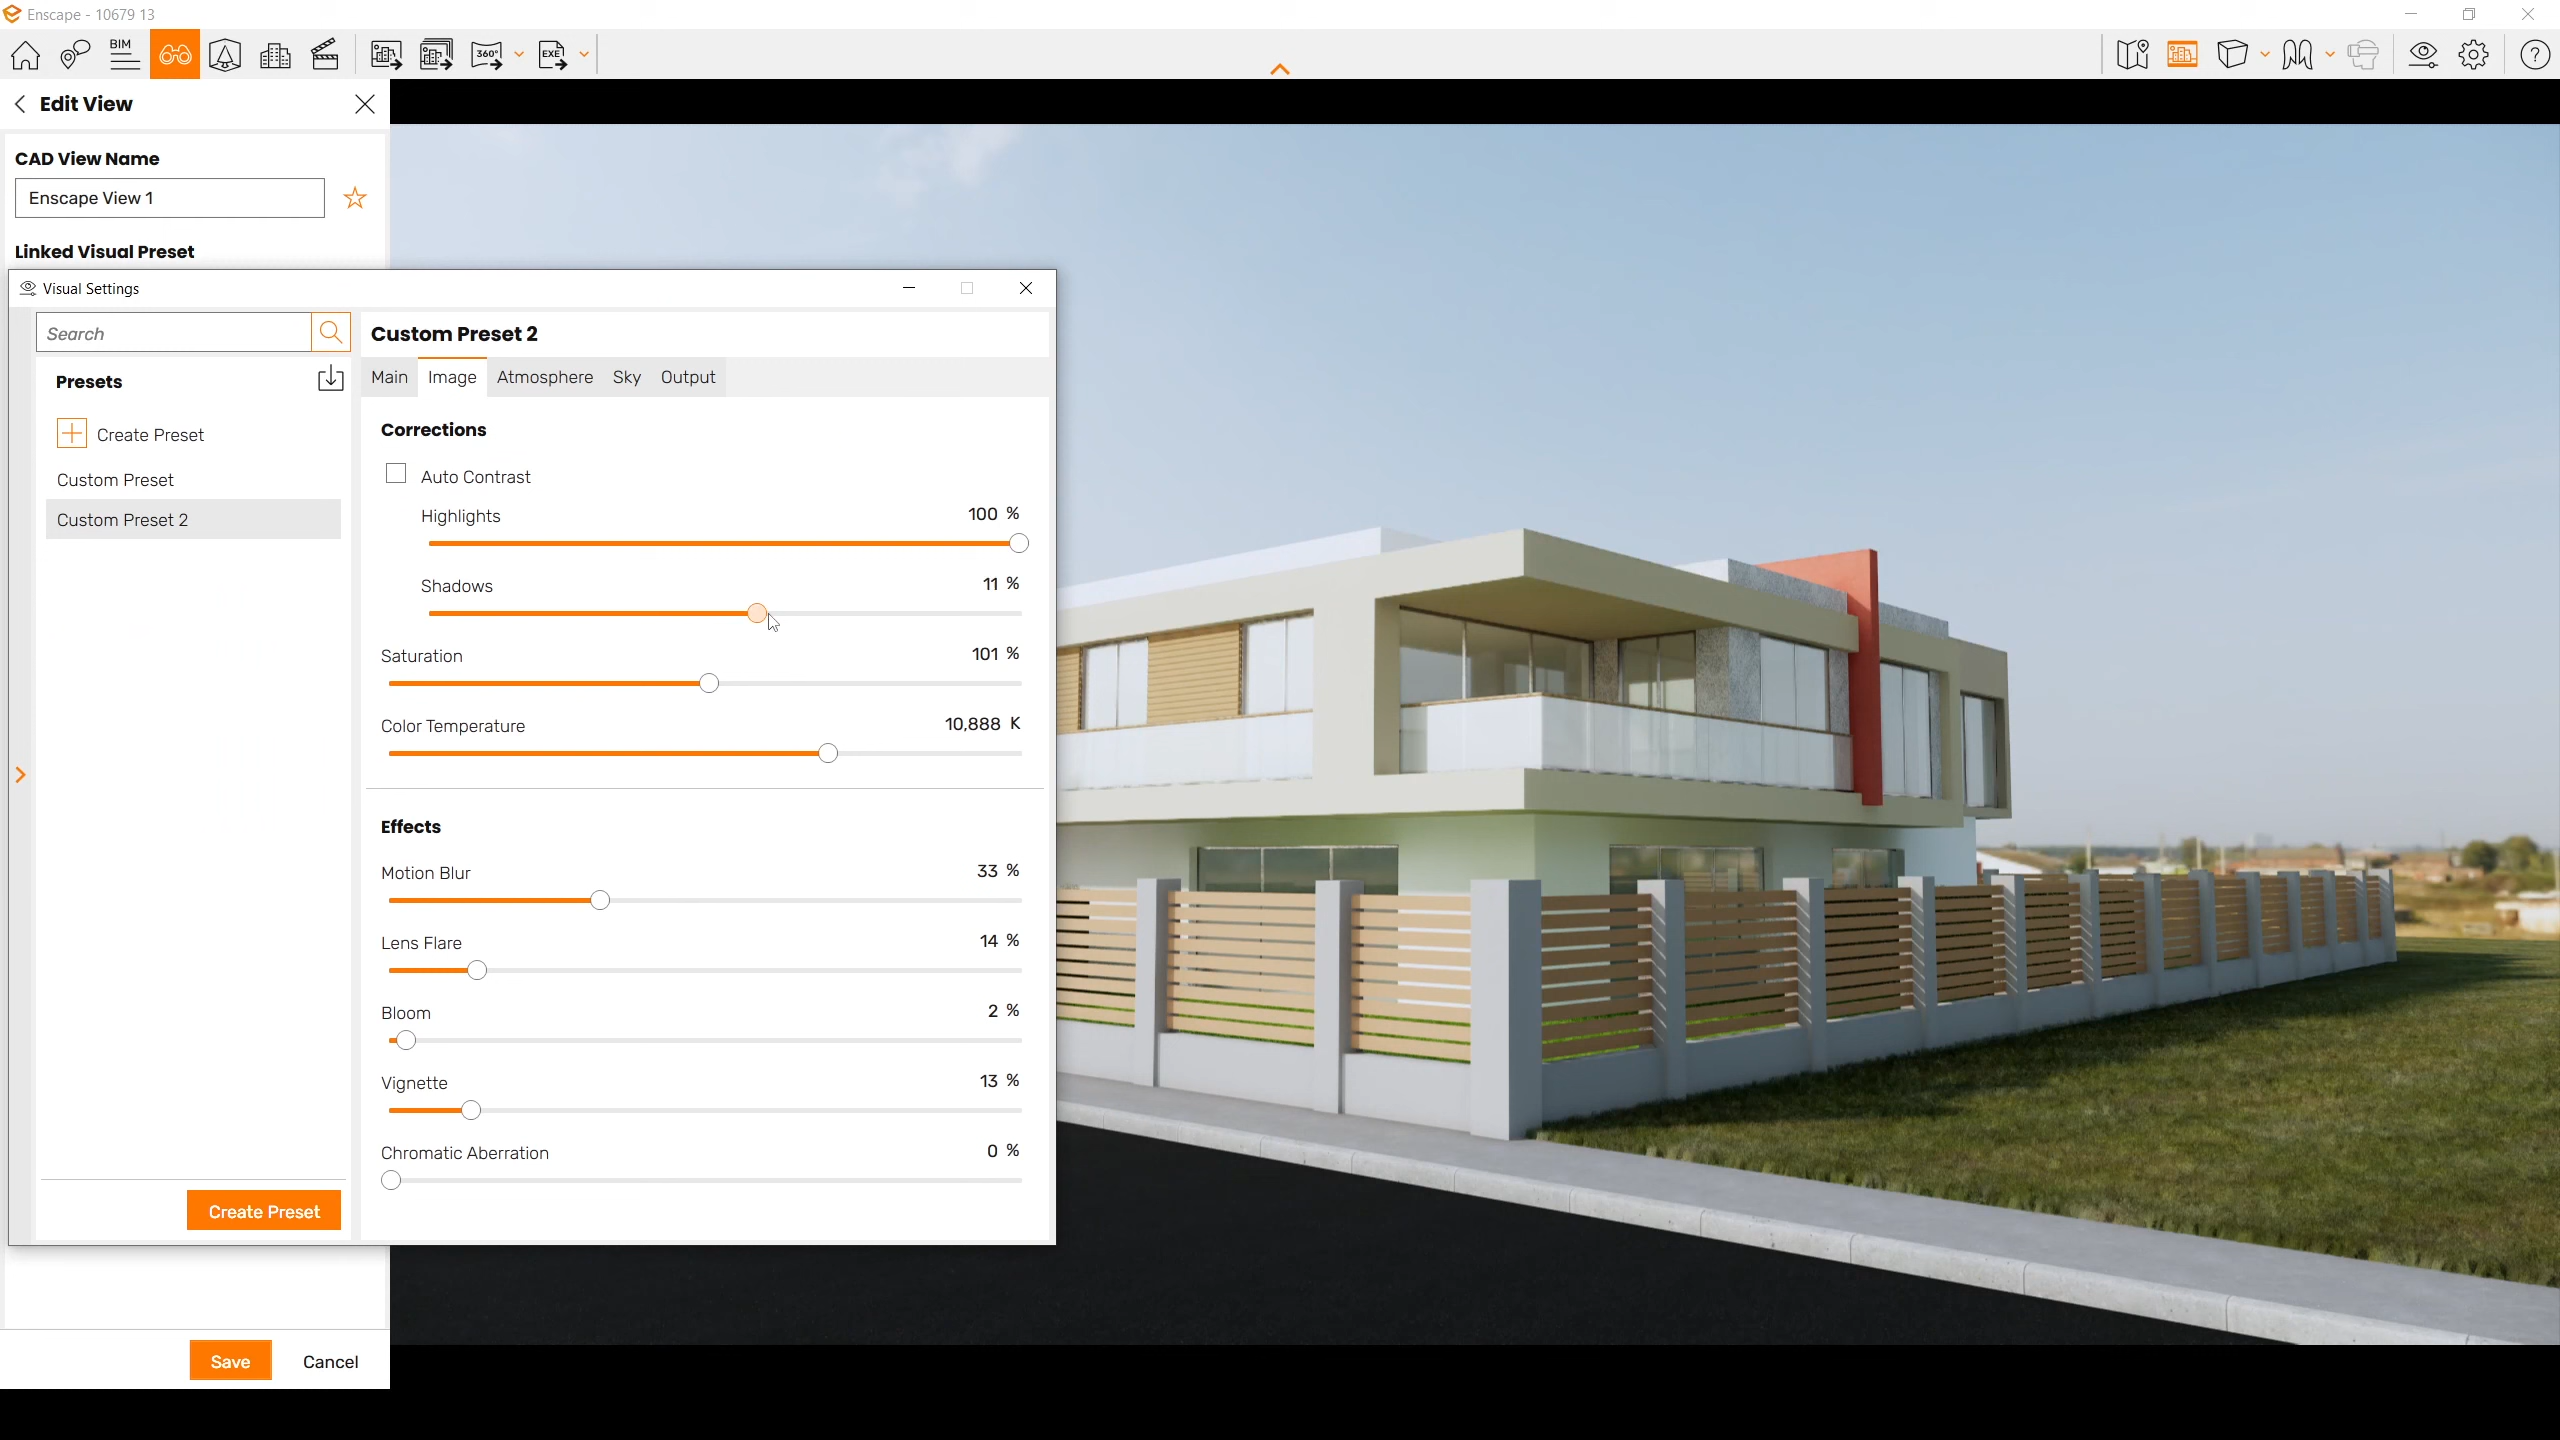 Enscape - 10679 13
BIM
360°
EXE
Edit View
CAD View Name
Enscape View 1
Linked Visual Preset
Visual Settings
Search
Presets
Create Preset
Custom Preset
Custom Preset 2
Create Preset
Custom Preset 2
Main Image Atmosphere Sky Output
Corrections
Auto Contrast
Highlights 100 %
Shadows 11 %
Saturation 101 %
Color Temperature 10,888 K
Effects
Motion Blur 33 %
Lens Flare 14 %
Bloom 2 %
Vignette 13 %
Chromatic Aberration 0 %
Save Cancel